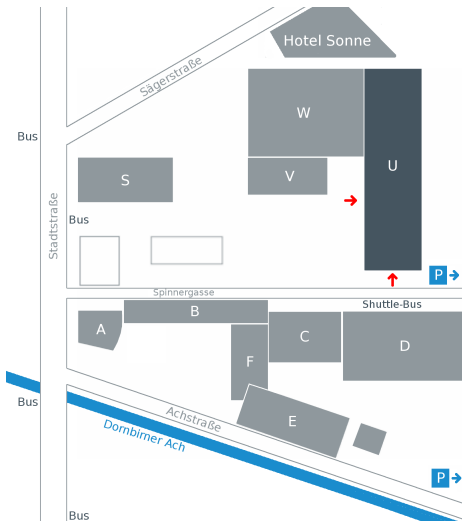 Hotel Sonne
Sägerstraße
W
Bus
U
V
S
Stadtstraße
Bus
P
Spinnergasse
Shuttle-Bus
B
A
C
D
F
Bus
Achstraße
E
Dornbirner Ach
P
Bus